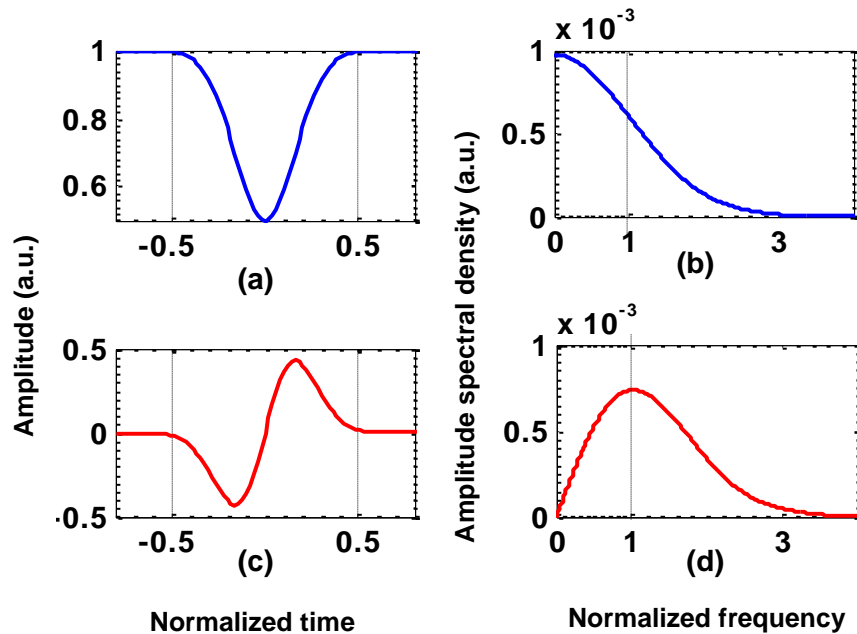 x 10^-3
1
0.8
0.6
-0.5 0.5
(a)
1
0.5
0
0 1 3
(b)
x 10^-3
0.5
0
-0.5
-0.5 0.5
(c)
1
0.5
0
0 1 3
(d)
Amplitude (a.u.)
Amplitude spectral density (a.u.)
Normalized time
Normalized frequency